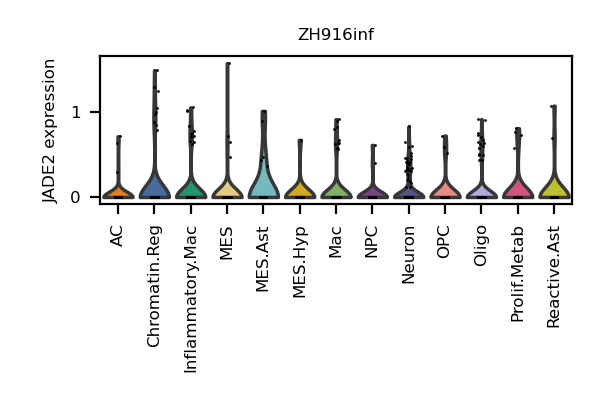 ZH916inf
JADE2 expression
1
0
AC
Chromatin.Reg
Inflammatory.Mac
MES
MES.Ast
MES.Hyp
Mac
NPC
Neuron
OPC
Oligo
Prolif.Metab
Reactive.Ast